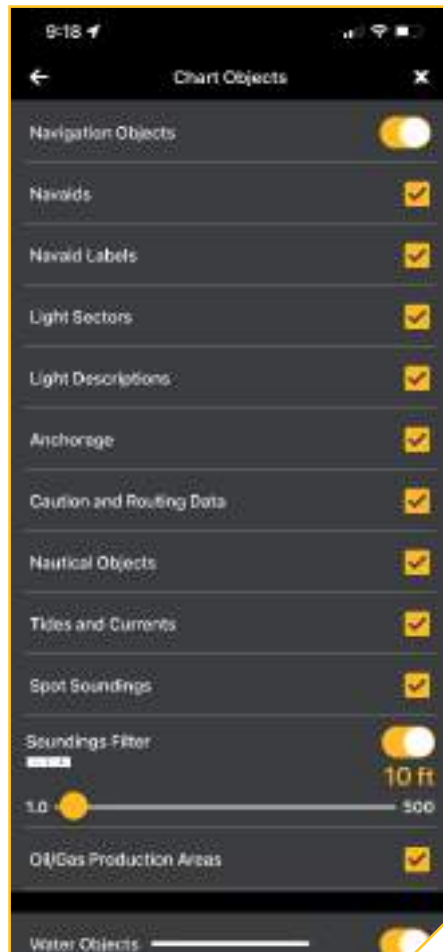 9:18
Chart Objects
Navigation Objects
Navaids
Navaid Labels
Light Sectors
Light Descriptions
Anchorage
Caution and Routing Data
Nautical Objects
Tides and Currents
Spot Soundings
Soundings Filter
10 ft
1.0
500
Oil/Gas Production Areas
Water Objects